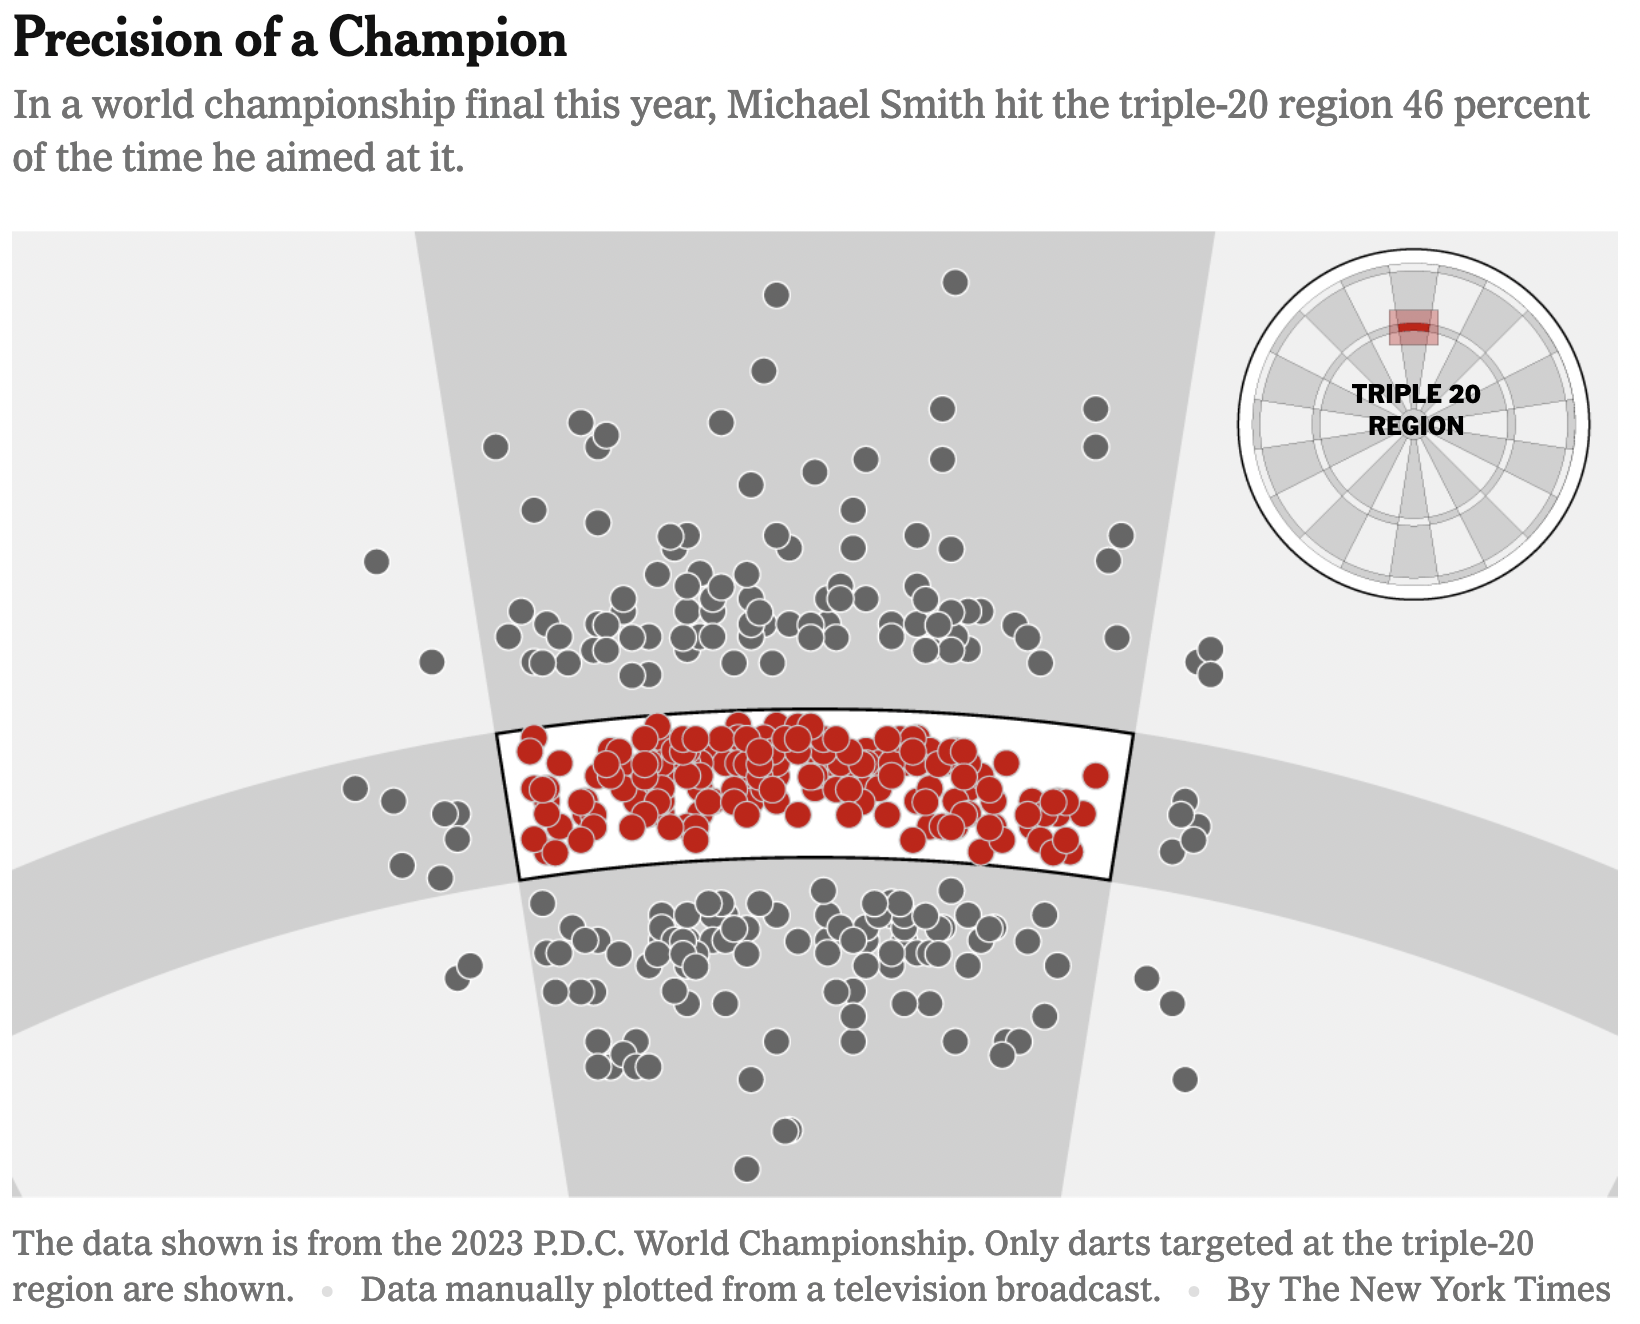 Precision of a Champion
In a world championship final this year, Michael Smith hit the triple-20 region 46 percent
of the time he aimed at it.
TRIPLE 20
REGION
The data shown is from the 2023 P.D.C. World Championship. Only darts targeted at the triple-20
region are shown. • Data manually plotted from a television broadcast. • By The New York Times